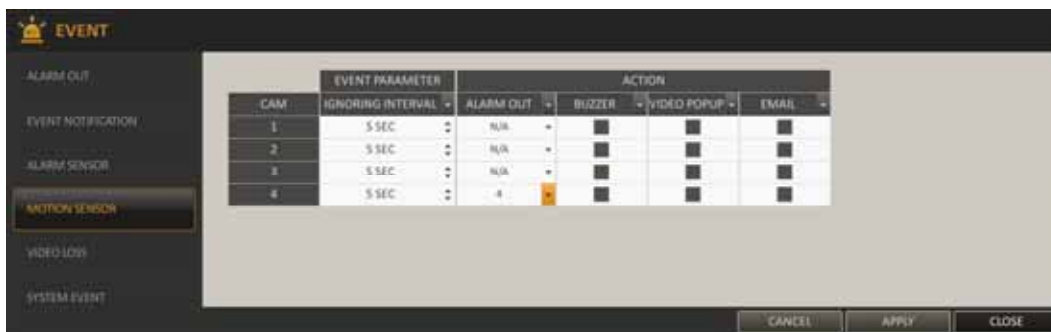 EVENT
ALARM OUT
EVENT NOTIFICATION
ALARM SENSOR
MOTION SENSOR
VIDEO LOSS
SYSTEM EVENT
EVENT PARAMETER ACTION
CAM IGNORING INTERVAL ALARM OUT BUZZER VIDEO POPUP EMAIL
1 5 SEC N/A
2 5 SEC N/A
3 5 SEC N/A
4 5 SEC 4
CANCEL APPLY CLOSE